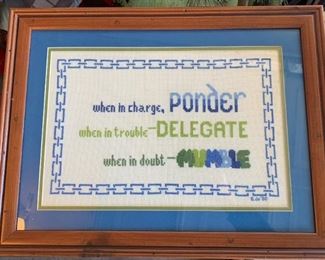 when in charge, PONDER
when in trouble-DELEGATE
when in doubt-MUMBLE